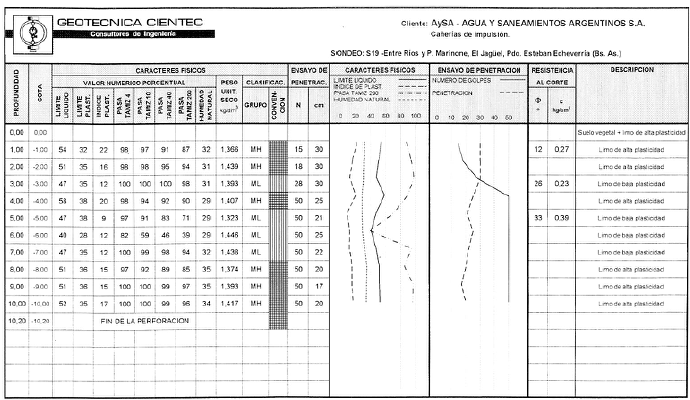 GEOTECNICA CIENTEC
Consultores de Ingeniería
Cliente: AySA - AGUA Y SANEAMIENTOS ARGENTINOS S.A.
Cañerías de impulsión.
SIONDEO: S19 -Entre Ríos y P. Marinone, El Jagüel, Pdo. Esteban Echeverría (Bs. As.)
PROFUNDIDAD COTA CARACTERES FISICOS ENSAYO DE PENETRAC. CARACTERES FISICOS ENSAYO DE PENETRACION RESISTENCIA AL CORTE DESCRIPCION
VALOR NUMERICO PORCENTUAL PESO UNIT. SECO CLASIFICAC. LIMITE LIQUIDO NUMERO DE GOLPES
LIMITE LIQUIDO LIMITE PLAST. INDICE PLAST. PASA TAMIZ 4 PASA TAMIZ 10 PASA TAMIZ 40 PASA TAMIZ 200 HUMEDAD NATURAL GRUPO CONVENCION N cm
INDICE DE PLAST. PENETRACION
PASA TAMIZ 200
HUMEDAD NATURAL
0 20 40 60 80 100 0 10 20 30 40 50
0,00 0,00
Suelo vegetal + limo de alta plasticidad
1,00 -1,00 54 32 22 98 97 91 87 32 1,366 MH 15 30 12 0,27 Limo de alta plasticidad
2,00 -2,00 51 35 16 98 98 95 94 31 1,439 MH 18 30 Limo de alta plasticidad
3,00 -3,00 47 35 12 100 100 100 98 31 1,393 ML 28 30 26 0,23 Limo de baja plasticidad
4,00 -4,00 58 38 20 98 94 92 90 29 1,407 MH 50 25 Limo de alta plasticidad
5,00 -5,00 47 38 9 97 91 83 71 29 1,323 ML 50 21 33 0,39 Limo de baja plasticidad
6,00 -6,00 40 28 12 82 59 46 39 29 1,446 ML 50 25 Limo de baja plasticidad
7,00 -7,00 47 35 12 100 99 98 94 32 1,436 ML 50 22 Limo de baja plasticidad
8,00 -8,00 51 36 15 97 92 89 85 35 1,374 MH 50 20 Limo de alta plasticidad
9,00 -9,00 51 36 15 100 100 99 97 35 1,393 MH 50 17 Limo de alta plasticidad
10,00 -10,00 52 35 17 100 100 99 96 34 1,417 MH 50 20 Limo de alta plasticidad
10,20 -10,20 FIN DE LA PERFORACION